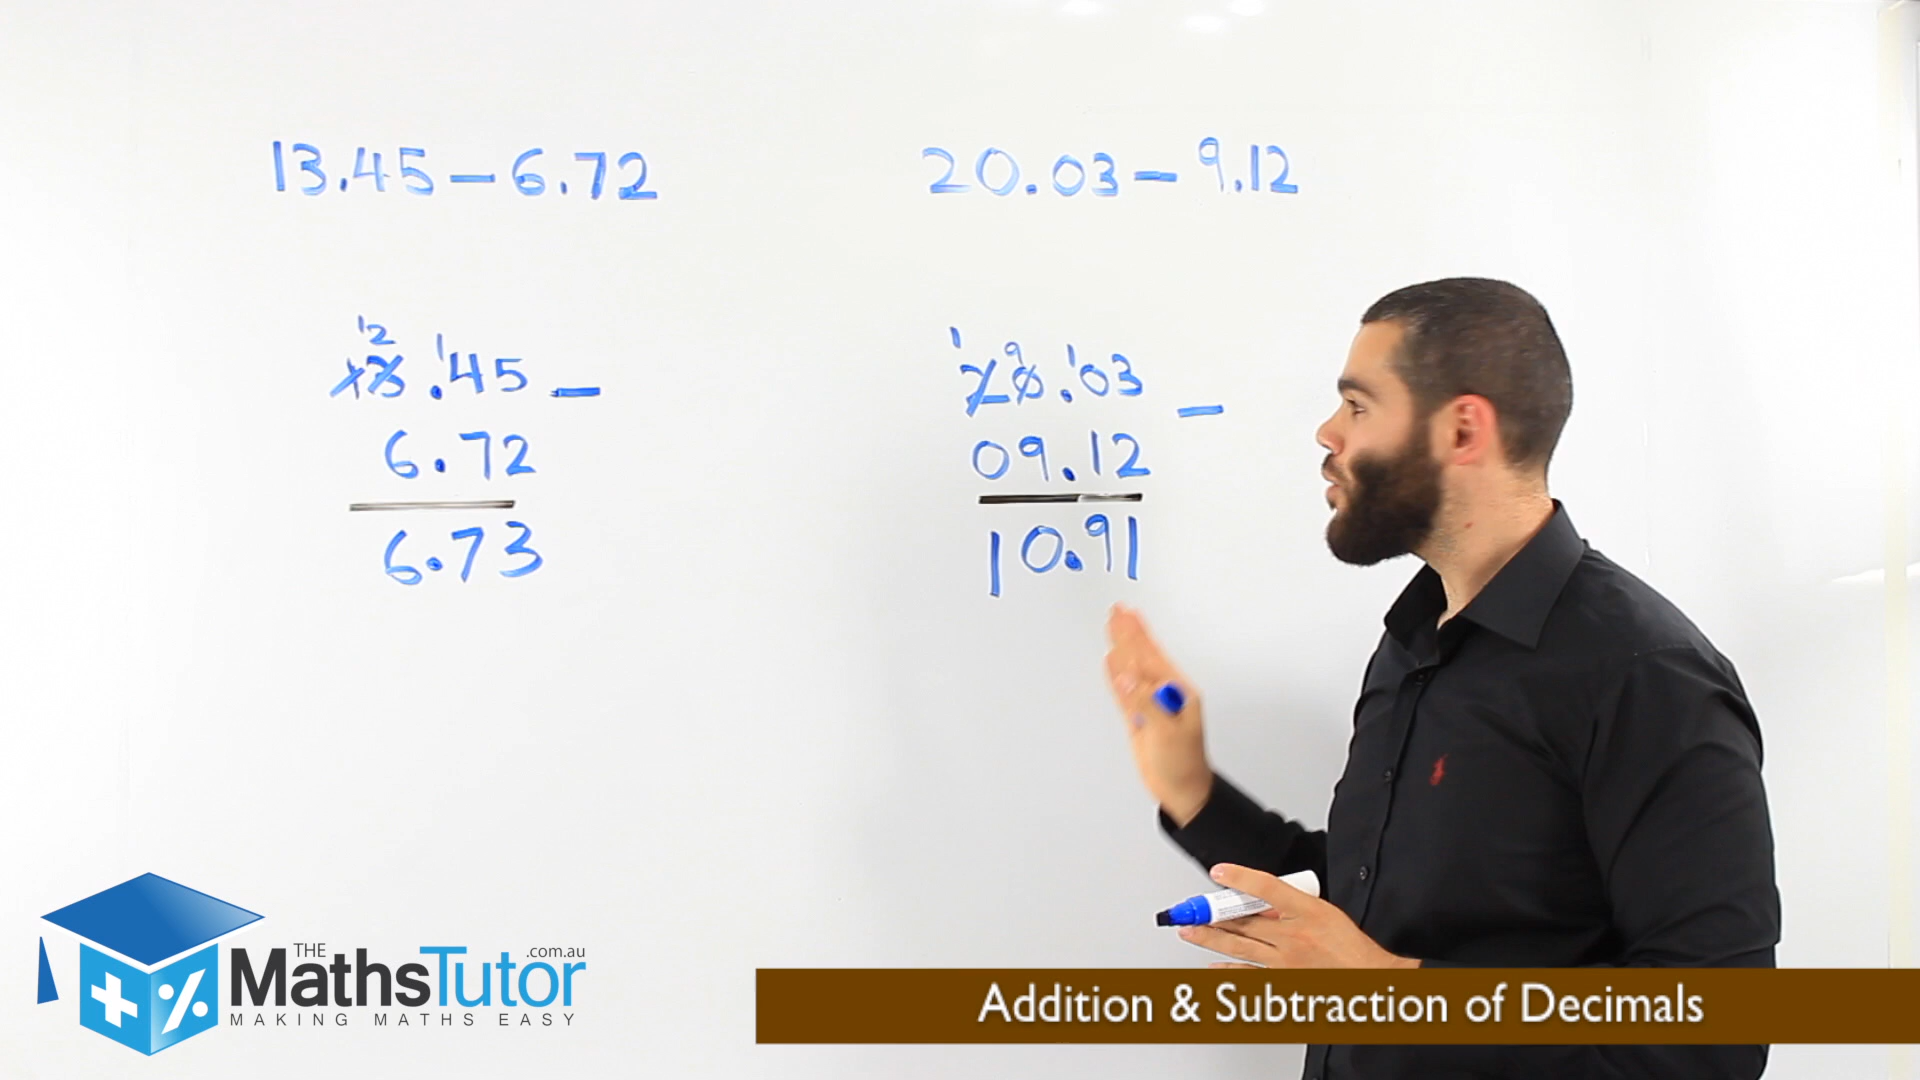 13.45 – 6.72
12 1
13.45 –
6.72
6.73
20.03 – 9.12
1 9 1
20.03 –
09.12
10.91
THE MathsTutor .com.au
MAKING MATHS EASY
Addition & Subtraction of Decimals